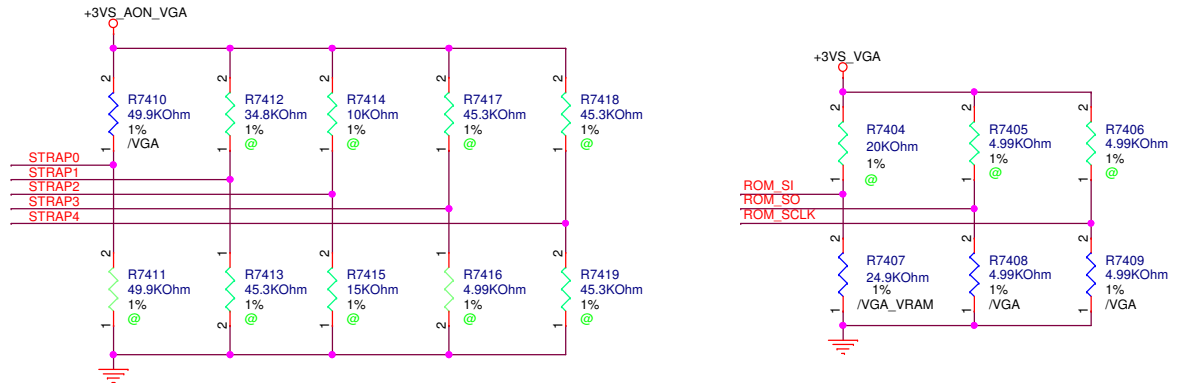 +3VS_AON_VGA
2
R7410
49.9KOhm
1%
/VGA
1
2
R7412
34.8KOhm
1%
@
1
2
R7414
10KOhm
1%
@
1
2
R7417
45.3KOhm
1%
@
1
2
R7418
45.3KOhm
1%
@
1
STRAP0
STRAP1
STRAP2
STRAP3
STRAP4
2
R7411
49.9KOhm
1%
@
1
1
R7413
45.3KOhm
1%
@
2
1
R7415
15KOhm
1%
@
2
1
R7416
4.99KOhm
1%
@
2
2
R7419
45.3KOhm
1%
@
1
+3VS_VGA
2
R7404
20KOhm
1%
@
1
2
R7405
4.99KOhm
1%
@
1
2
R7406
4.99KOhm
1%
@
1
ROM_SI
ROM_SO
ROM_SCLK
2
R7407
24.9KOhm
1%
/VGA_VRAM
1
2
R7408
4.99KOhm
1%
/VGA
1
2
R7409
4.99KOhm
1%
/VGA
1